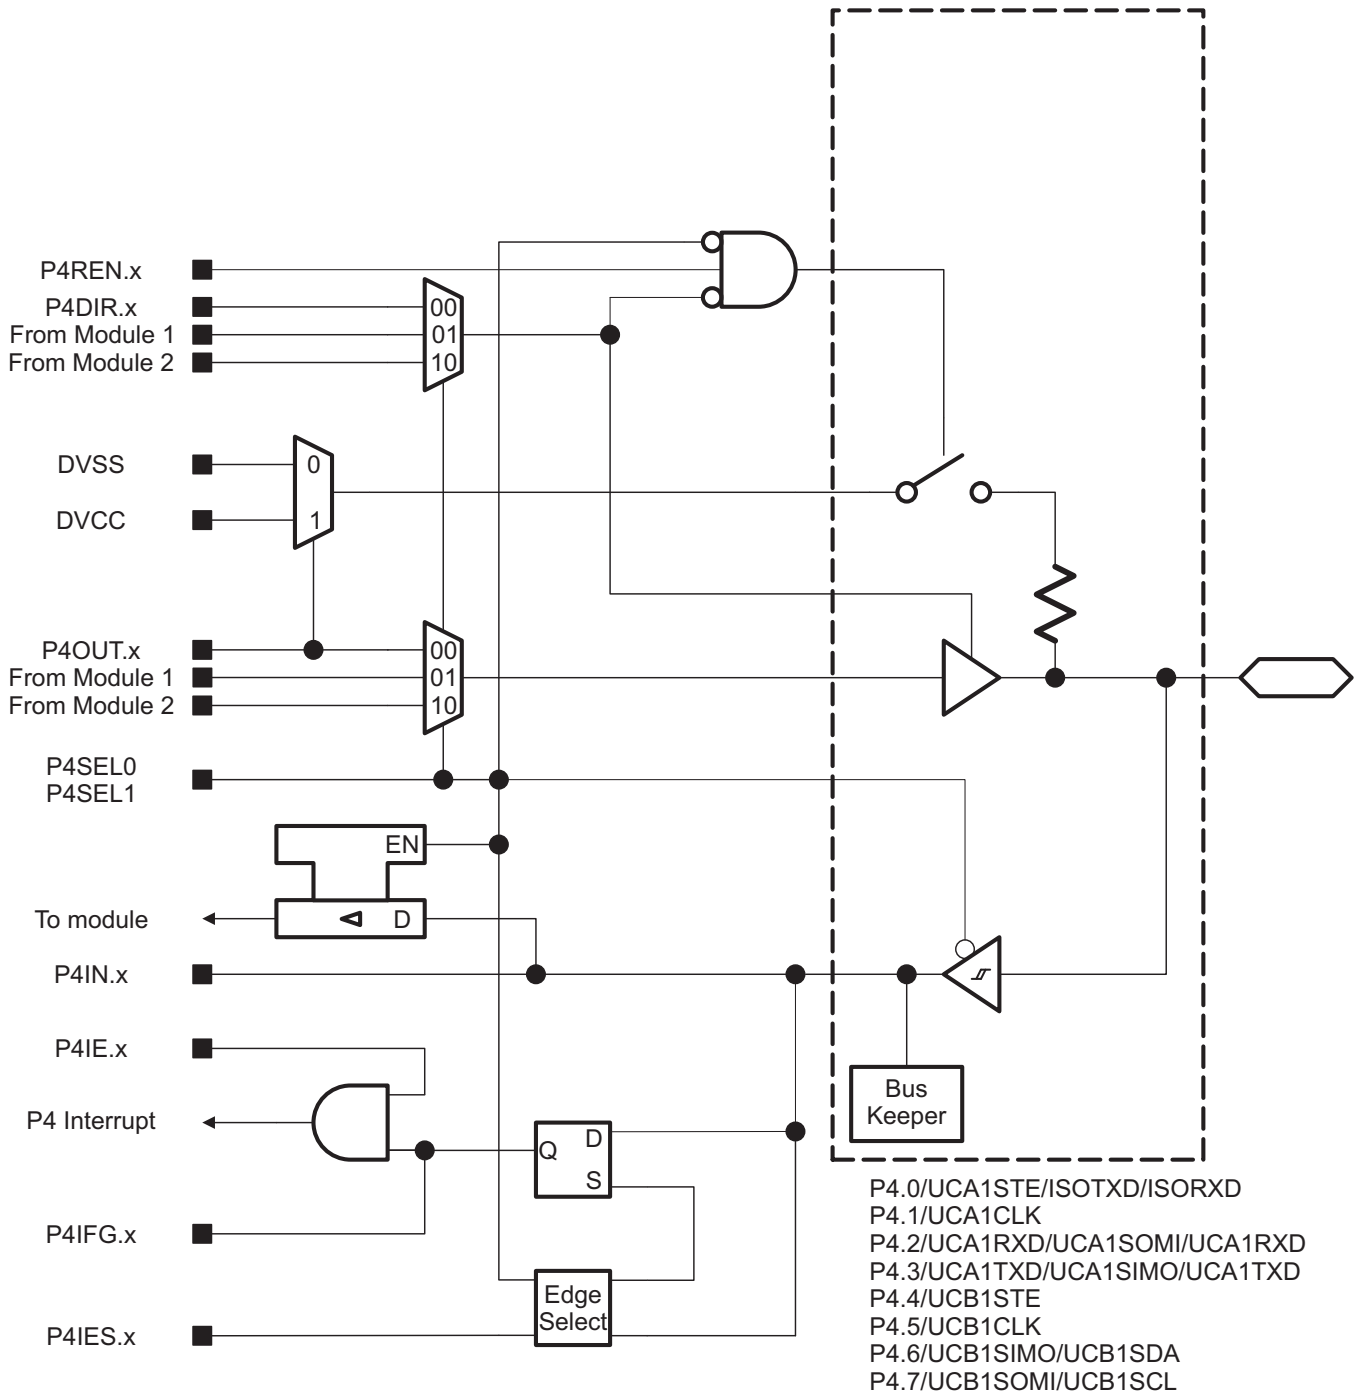 P4REN.x
P4DIR.x
00
From Module 1
01
From Module 2
10
DVSS
0
DVCC
1
P4OUT.x
00
From Module 1
01
From Module 2
10
P4SEL0
P4SEL1
EN
To module
D
P4IN.x
P4IE.x
Bus
Keeper
P4 Interrupt
D
Q
S
P4IFG.x
Edge
Select
P4IES.x
P4.0/UCA1STE/ISOTXD/ISORXD
P4.1/UCA1CLK
P4.2/UCA1RXD/UCA1SOMI/UCA1RXD
P4.3/UCA1TXD/UCA1SIMO/UCA1TXD
P4.4/UCB1STE
P4.5/UCB1CLK
P4.6/UCB1SIMO/UCB1SDA
P4.7/UCB1SOMI/UCB1SCL